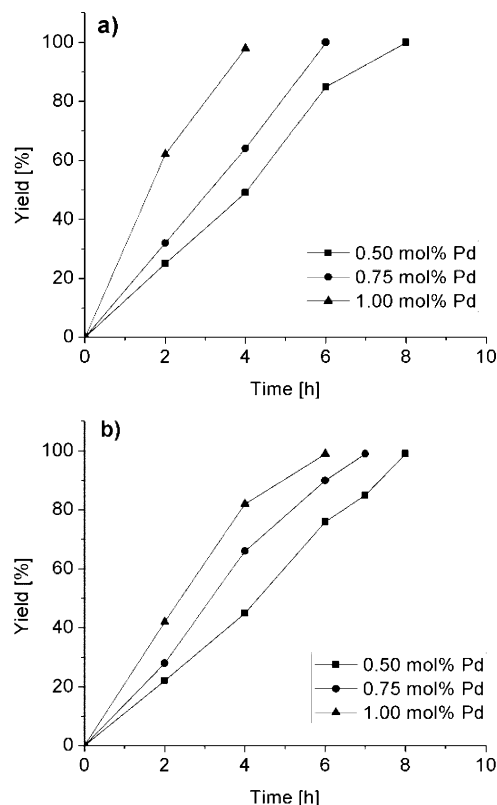 a)
100
80
60
40
20
0
Yield [%]
0.50 mol% Pd
0.75 mol% Pd
1.00 mol% Pd
0 2 4 6 8 10
Time [h]
b)
100
80
60
40
20
0
Yield [%]
0.50 mol% Pd
0.75 mol% Pd
1.00 mol% Pd
0 2 4 6 8 10
Time [h]